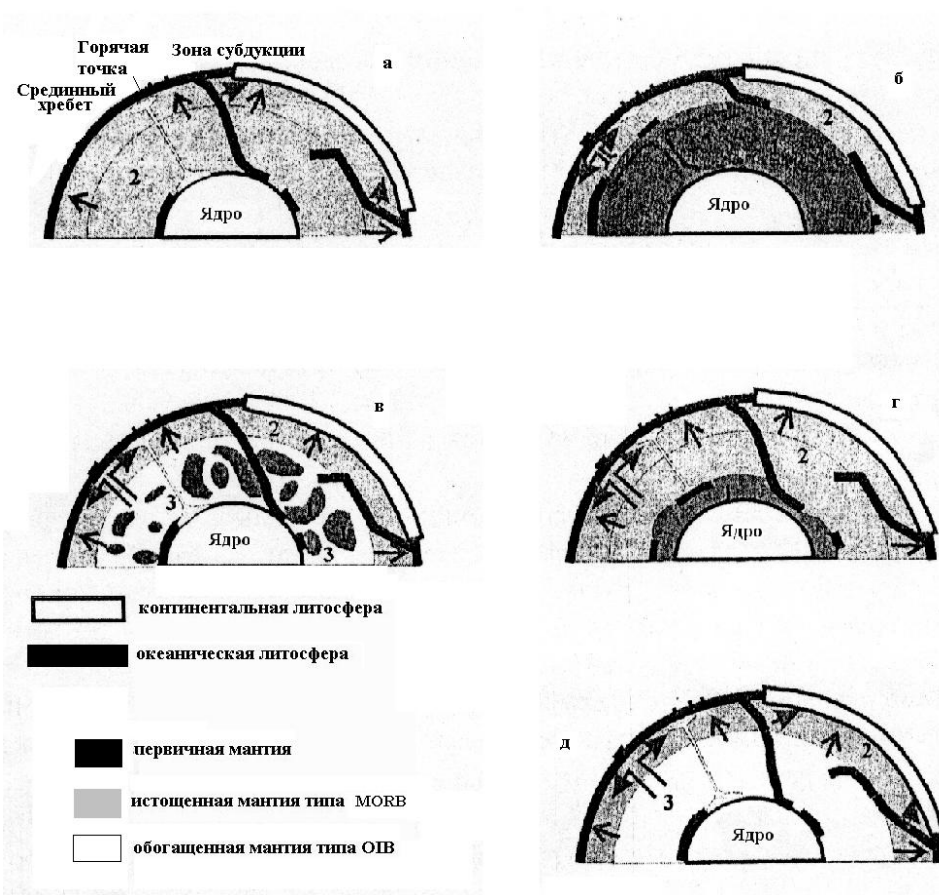 Горячая
точка
Зона субдукции
а
Срединный
хребет
2
Ядро
б
2
Ядро
в
2
3
Ядро
3
г
2
Ядро
континентальная литосфера
океаническая литосфера
первичная мантия
истощенная мантия типа MORB
обогащенная мантия типа OIB
д
2
3
Ядро